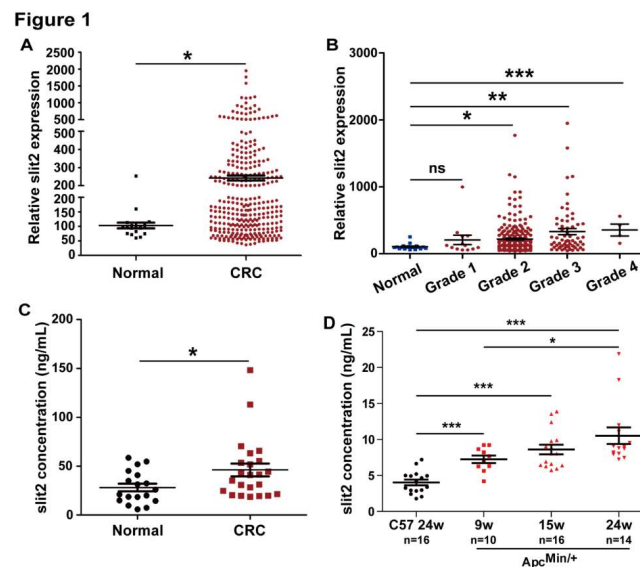 Figure 1
A
*
Relative slit2 expression
2500
2000
1500
1000
500
500
400
300
200
200
150
100
50
0
Normal
CRC
B
3000
2000
1000
0
Relative slit2 expression
ns
*
**
***
Normal
Grade 1
Grade 2
Grade 3
Grade 4
C
slit2 concentration (ng/mL)
200
150
100
50
0
*
Normal
CRC
D
slit2 concentration (ng/mL)
25
20
15
10
5
0
***
*
***
***
C57 24w 9w 15w 24w
n=16 n=10 n=16 n=14
Apc Min/+